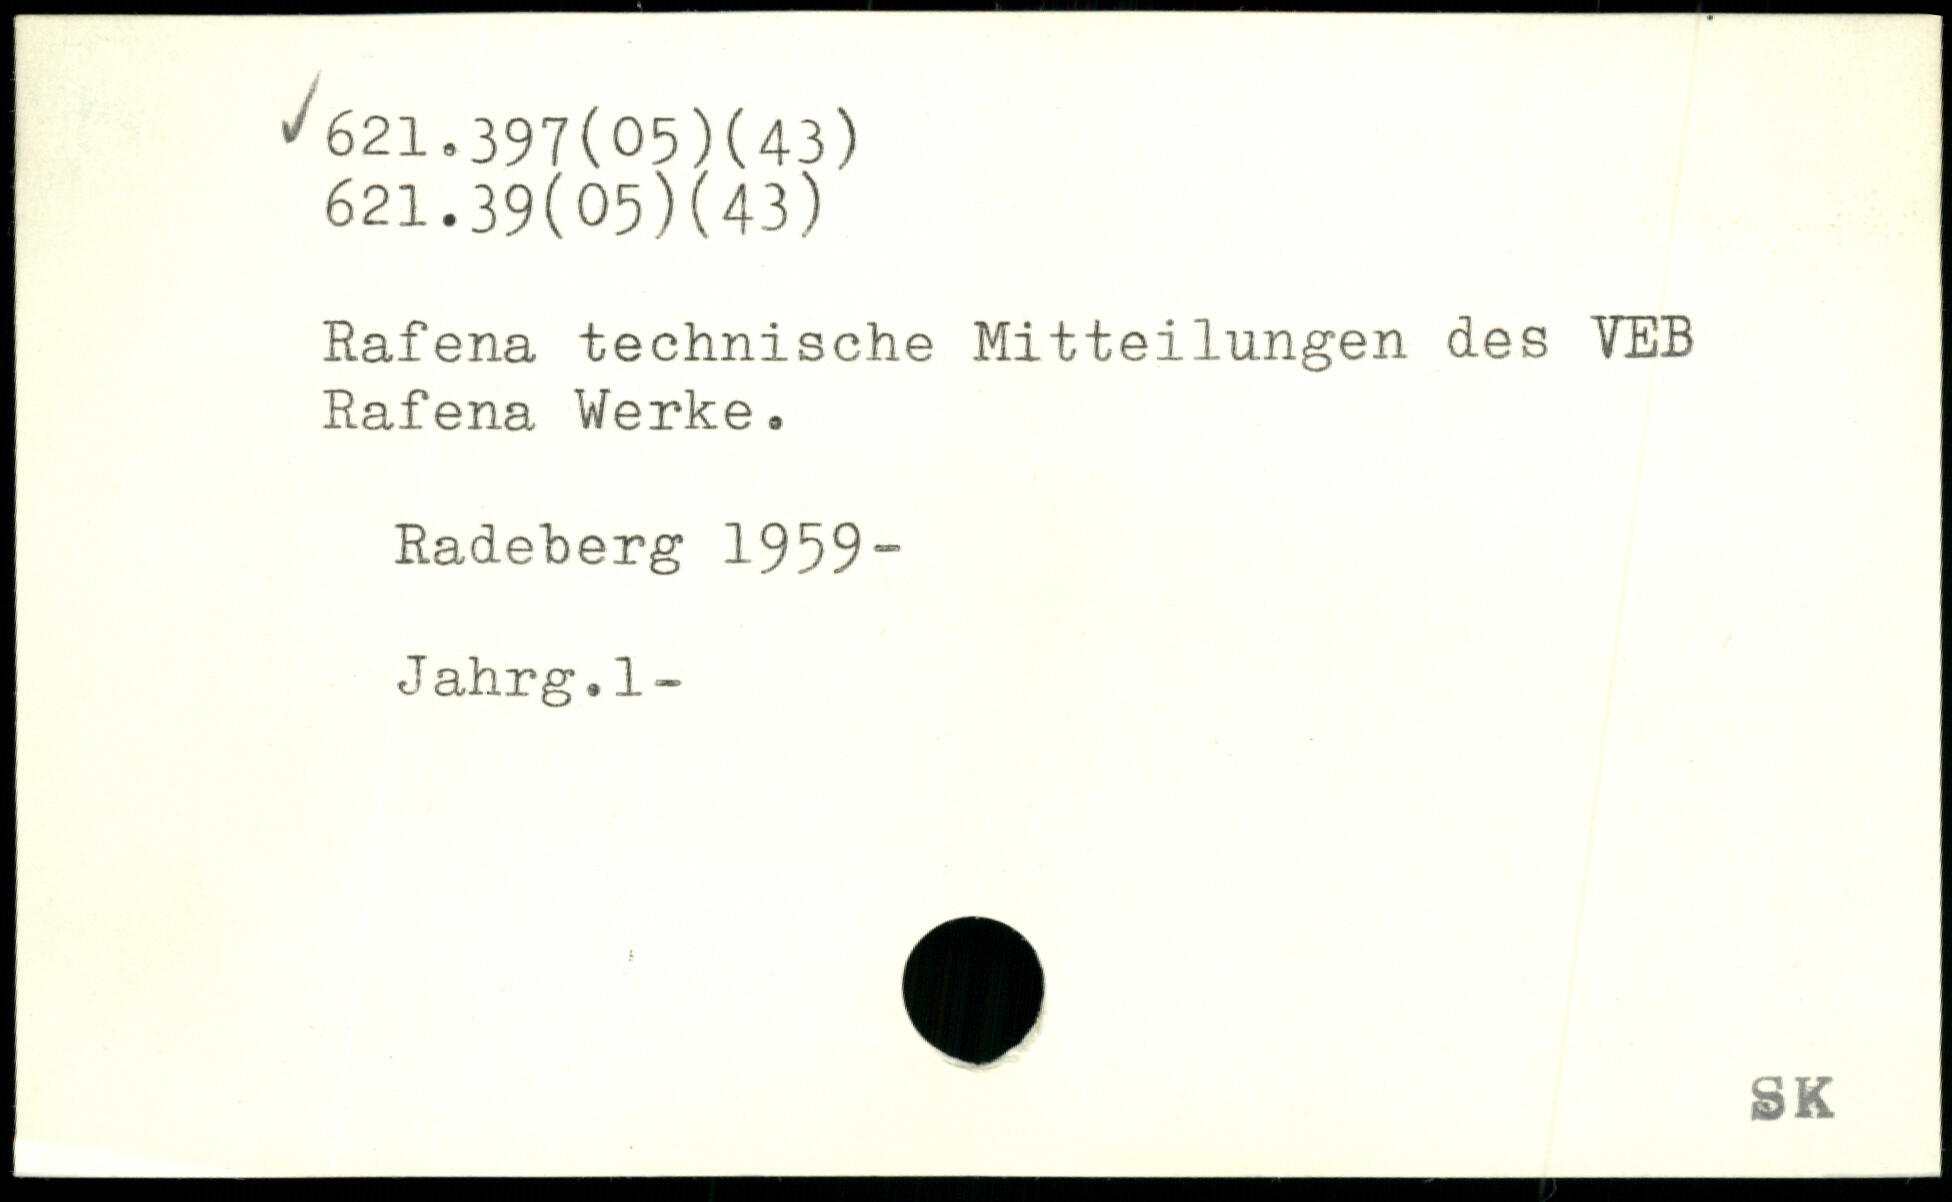 621.397(05)(43)
621.39(05)(43)
Rafena technische Mitteilungen des VEB
Rafena Werke.
Radeberg 1959-
Jahrg.1-
SK